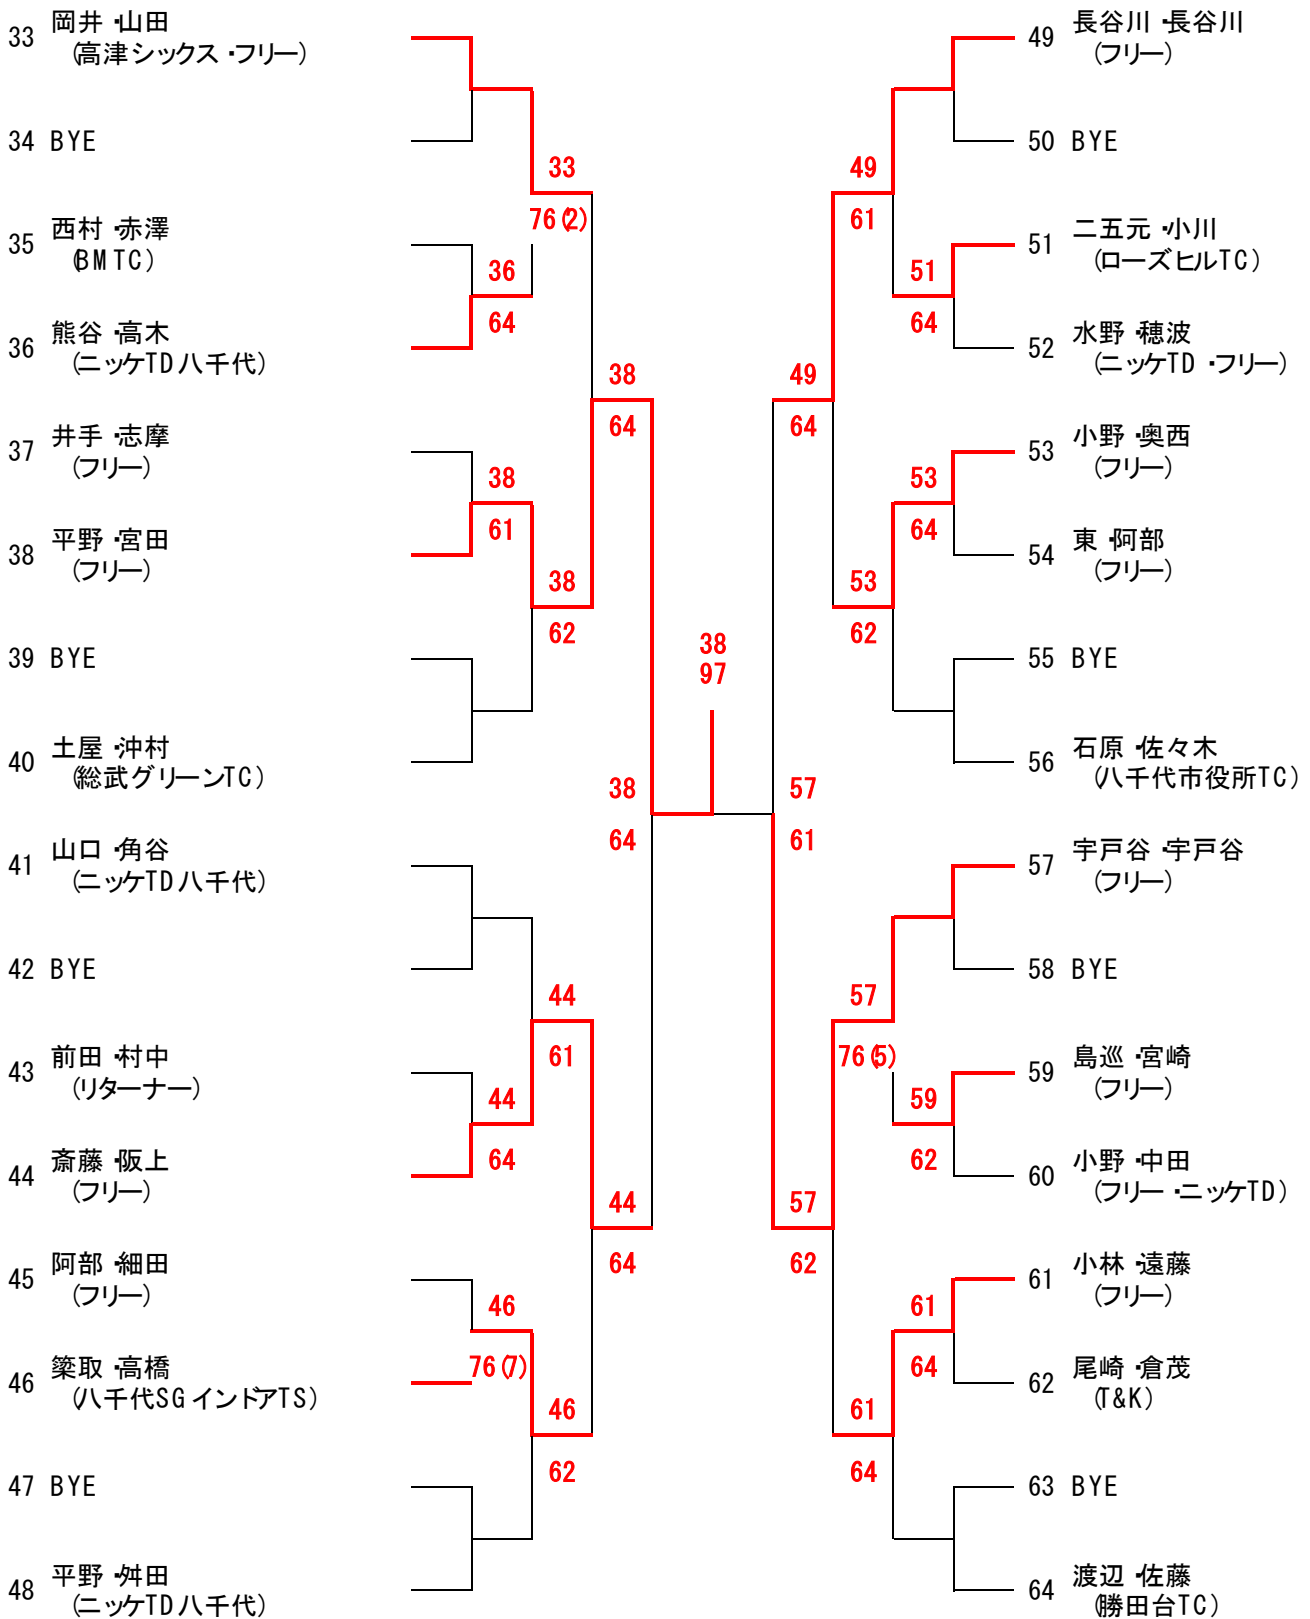 33 岡井・山田
(高津シックス・フリー)
34 BYE
33
76(2)
35 西村・赤澤
(BMTC)
36
64
36 熊谷・高木
(ニッケTD八千代)
38
64
37 井手・志摩
(フリー)
38
61
38 平野・宮田
(フリー)
38
62
39 BYE
40 土屋・沖村
(総武グリーンTC)
38
64
41 山口・角谷
(ニッケTD八千代)
42 BYE
44
61
43 前田・村中
(リターナー)
44
64
44 斎藤・阪上
(フリー)
44
64
45 阿部・細田
(フリー)
46
76(7)
46 簗取・高橋
(八千代SGインドアTS)
46
62
47 BYE
48 平野・舛田
(ニッケTD八千代)
38
97
49 長谷川・長谷川
(フリー)
50 BYE
49
61
51 二五元・小川
(ローズヒルTC)
51
64
52 水野・穂波
(ニッケTD・フリー)
49
64
53 小野・奥西
(フリー)
53
64
54 東・阿部
(フリー)
53
62
55 BYE
56 石原・佐々木
(八千代市役所TC)
57
61
57 宇戸谷・宇戸谷
(フリー)
58 BYE
57
76(5)
59 島巡・宮崎
(フリー)
59
62
60 小野・中田
(フリー・ニッケTD)
57
62
61 小林・遠藤
(フリー)
61
64
62 尾崎・倉茂
(T&K)
61
64
63 BYE
64 渡辺・佐藤
(勝田台TC)